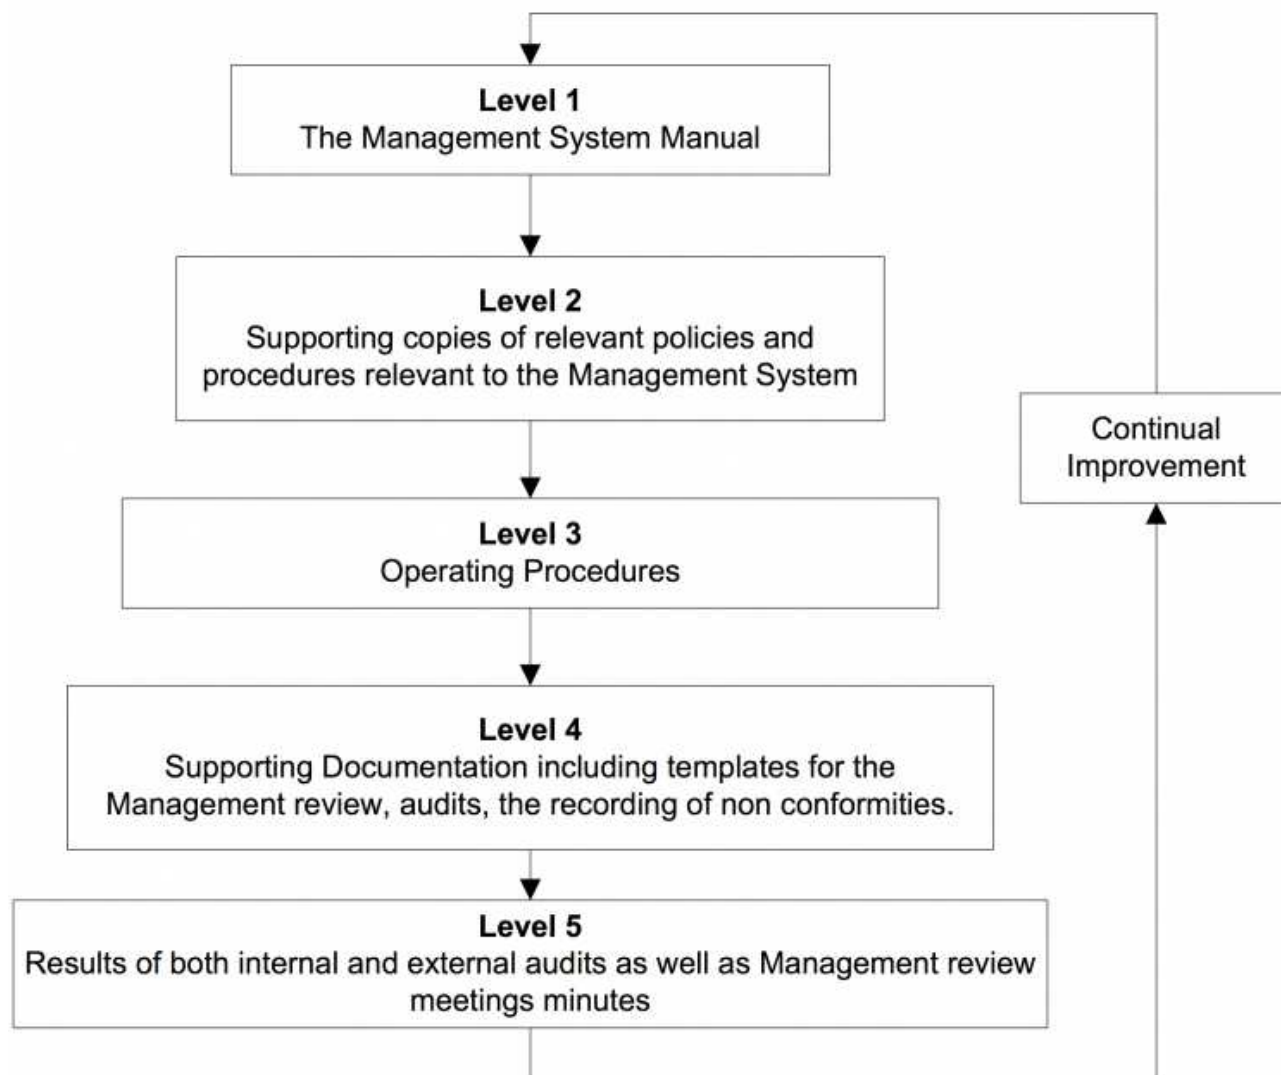 Level 1
The Management System Manual
Level 2
Supporting copies of relevant policies and
procedures relevant to the Management System
Continual
Improvement
Level 3
Operating Procedures
Level 4
Supporting Documentation including templates for the
Management review, audits, the recording of non conformities.
Level 5
Results of both internal and external audits as well as Management review
meetings minutes